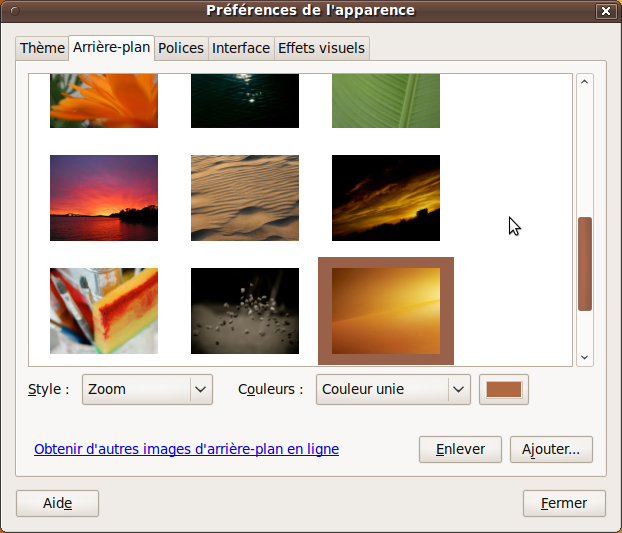 Préférences de l'apparence
Thème Arrière-plan Polices Interface Effets visuels
Style : Zoom Couleurs : Couleur unie
Obtenir d'autres images d'arrière-plan en ligne Enlever Ajouter...
Aide Fermer